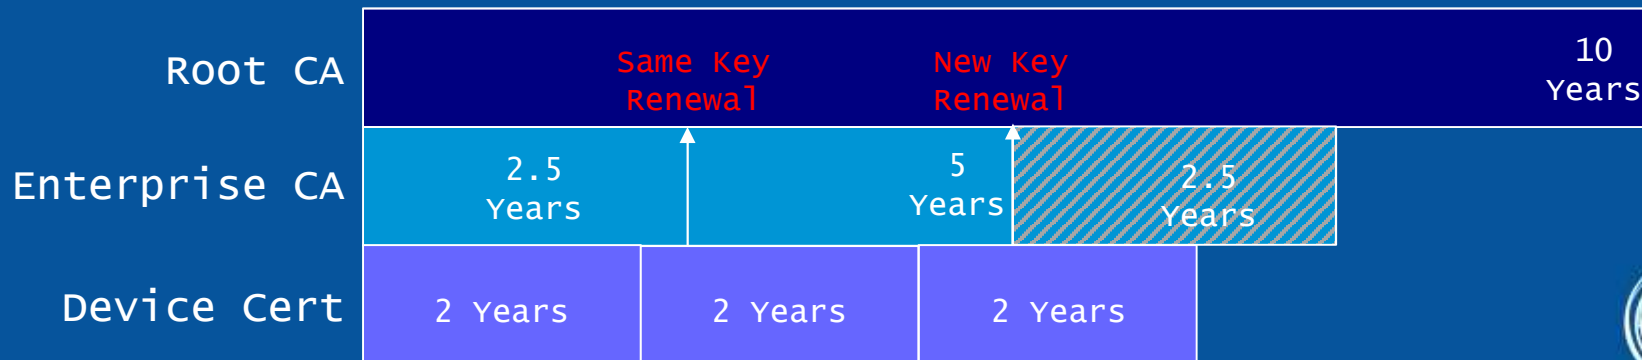 Root CA
Same Key
Renewal
New Key
Renewal
10
Years
Enterprise CA
2.5
Years
5
Years
2.5
Years
Device Cert
2 Years
2 Years
2 Years